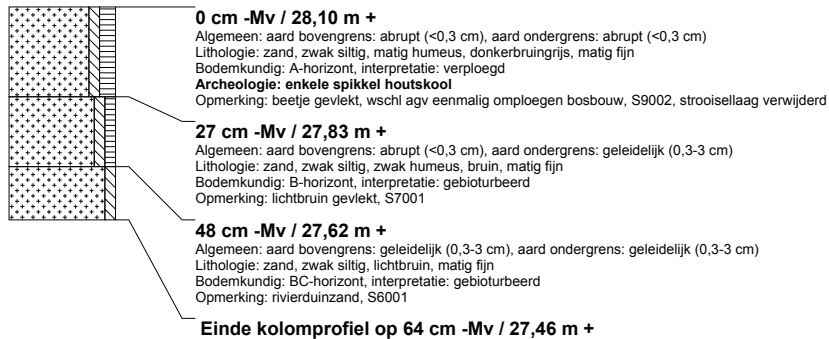 0 cm -Mv / 28,10 m +
Algemeen: aard bovengrens: abrupt (<0,3 cm), aard ondergrens: abrupt (<0,3 cm)
Lithologie: zand, zwak siltig, matig humeus, donkerbruingrijs, matig fijn
Bodemkundig: A-horizont, interpretatie: verploegd
Archeologie: enkele spikkel houtskool
Opmerking: beetje gevlekt, wschl agv eenmalig omploegen bosbouw, S9002, strooisellaag verwijderd
27 cm -Mv / 27,83 m +
Algemeen: aard bovengrens: abrupt (<0,3 cm), aard ondergrens: geleidelijk (0,3-3 cm)
Lithologie: zand, zwak siltig, zwak humeus, bruin, matig fijn
Bodemkundig: B-horizont, interpretatie: gebioturbeerd
Opmerking: lichtbruin gevlekt, S7001
48 cm -Mv / 27,62 m +
Algemeen: aard bovengrens: geleidelijk (0,3-3 cm), aard ondergrens: geleidelijk (0,3-3 cm)
Lithologie: zand, zwak siltig, lichtbruin, matig fijn
Bodemkundig: BC-horizont, interpretatie: gebioturbeerd
Opmerking: rivierduinzand, S6001
Einde kolomprofiel op 64 cm -Mv / 27,46 m +